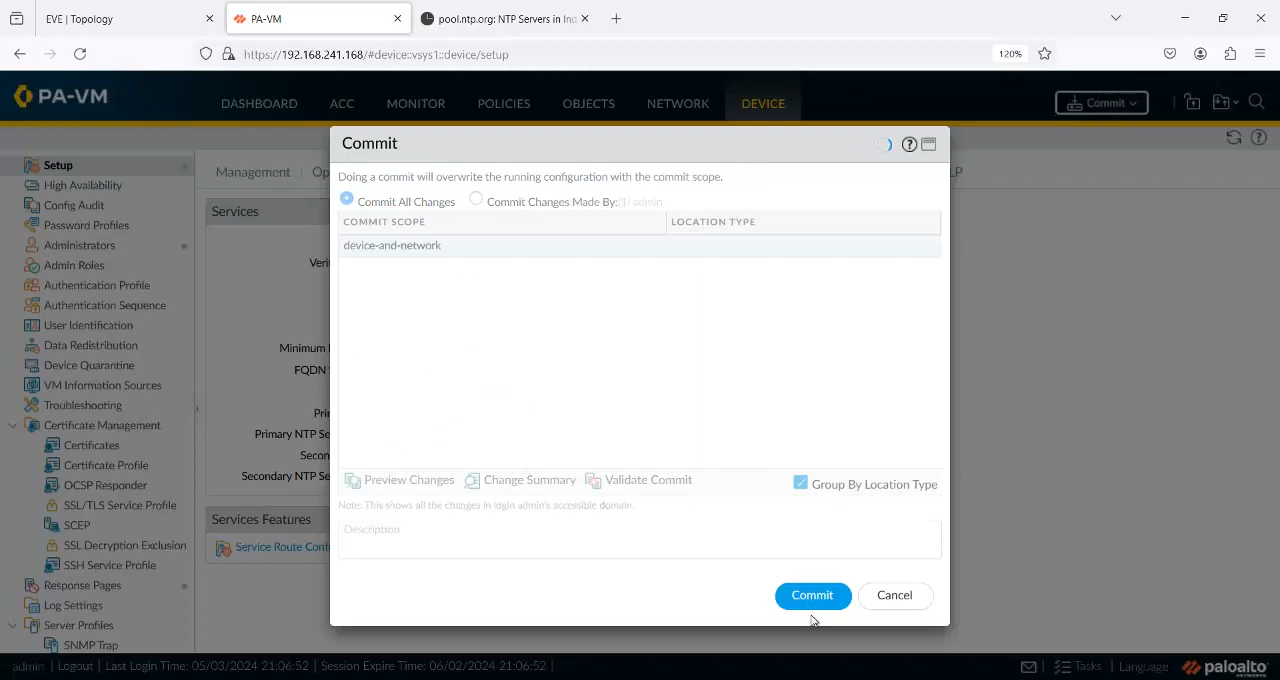 EVE | Topology
PA-VM
pool.ntp.org: NTP Servers in Ind
https://192.168.241.168/#device::vsys1::device/setup
120%
PA-VM
DASHBOARD
ACC
MONITOR
POLICIES
OBJECTS
NETWORK
DEVICE
Commit
Setup
High Availability
Config Audit
Password Profiles
Administrators
Admin Roles
Authentication Profile
Authentication Sequence
User Identification
Data Redistribution
Device Quarantine
VM Information Sources
Troubleshooting
Certificate Management
Certificates
Certificate Profile
OCSP Responder
SSL/TLS Service Profile
SCEP
SSL Decryption Exclusion
SSH Service Profile
Response Pages
Log Settings
Server Profiles
SNMP Trap
Management
Op
LP
Services
Veri
Minimum
FQDN
Pri
Primary NTP Se
Secon
Secondary NTP Se
Services Features
Service Route Conf
Commit
Doing a commit will overwrite the running configuration with the commit scope.
Commit All Changes
Commit Changes Made By:(1) admin
COMMIT SCOPE
LOCATION TYPE
device-and-network
Preview Changes
Change Summary
Validate Commit
Group By Location Type
Note: This shows all the changes in login admin's accessible domain.
Description
Commit
Cancel
admin | Logout | Last Login Time: 05/03/2024 21:06:52 | Session Expire Time: 06/02/2024 21:06:52 |
Tasks | Language
paloalto